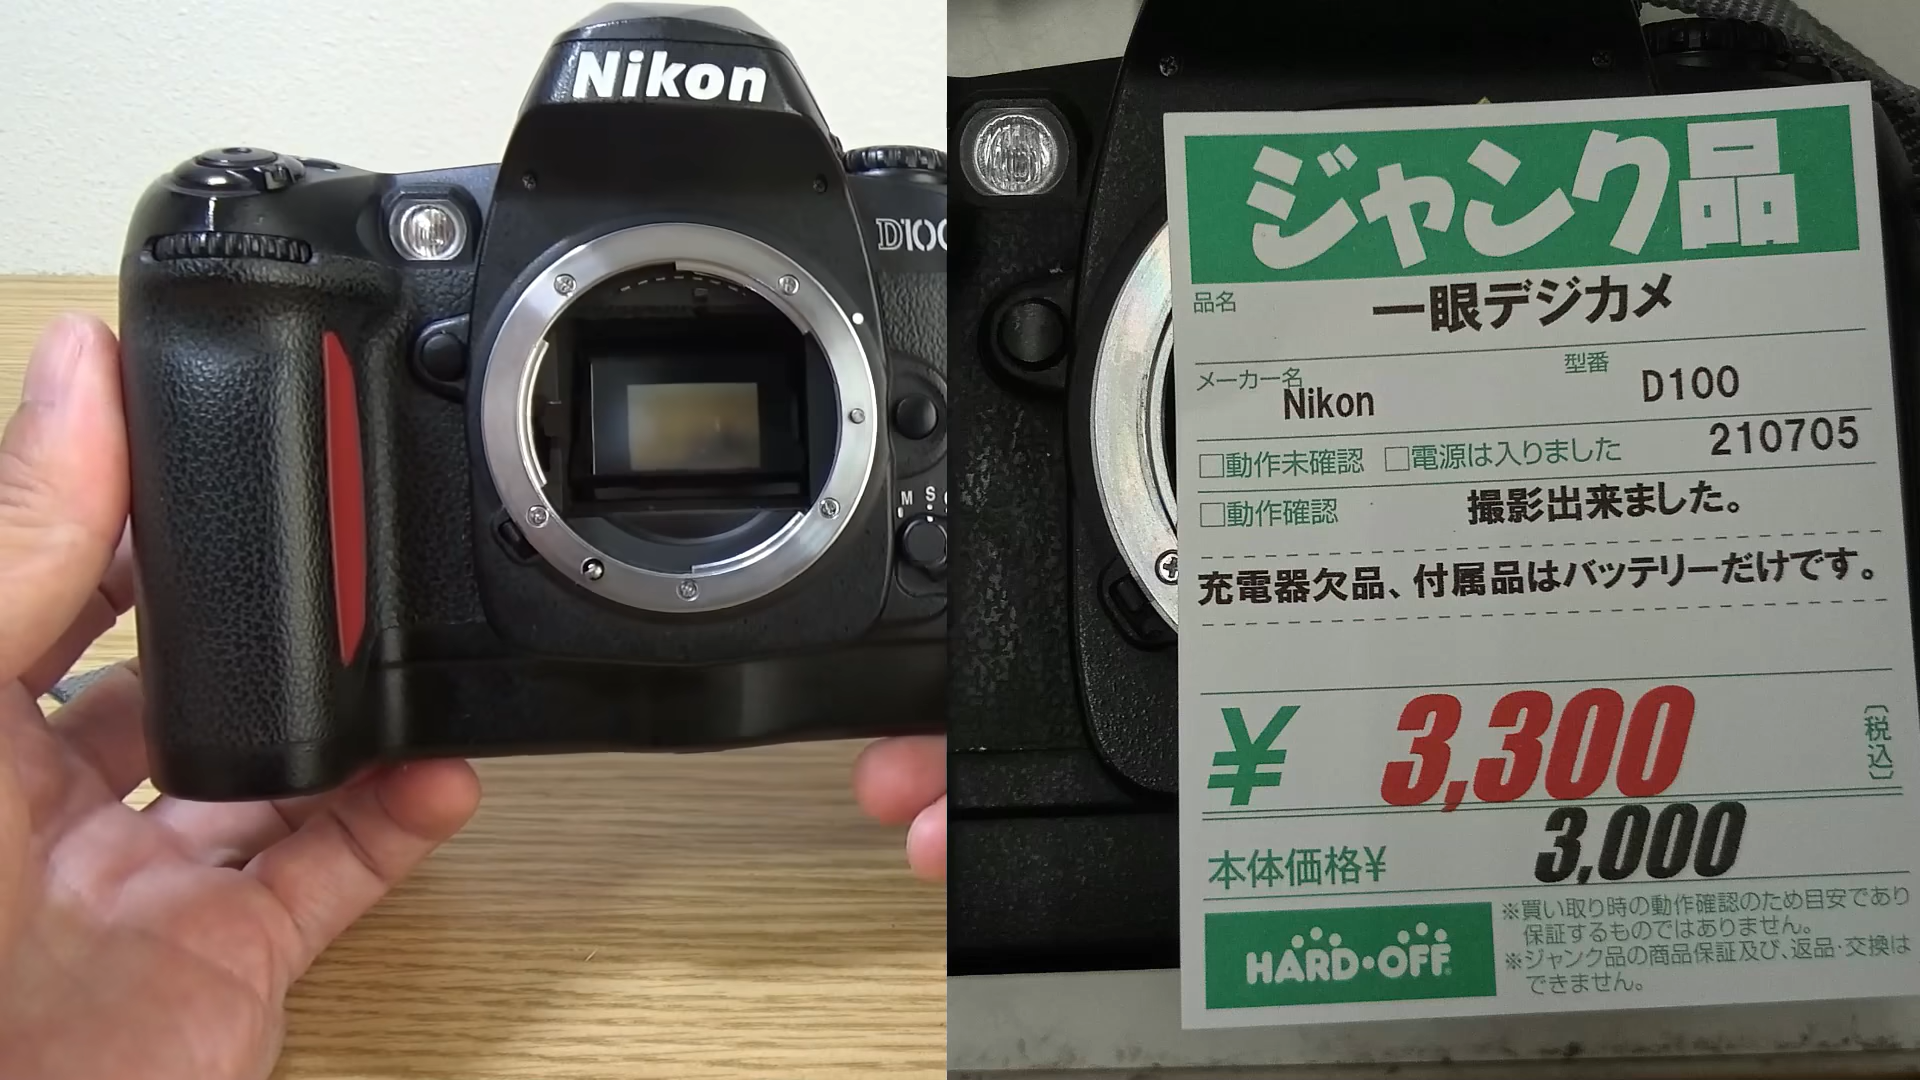 Nikon
D100
M S
ジャンク品
品名 一眼デジカメ
メーカー名 Nikon 型番 D100
□動作未確認 □電源は入りました 210705
□動作確認 撮影出来ました。
充電器欠品、付属品はバッテリーだけです。
¥ 3,300 〔税込〕
本体価格¥ 3,000
HARD・OFF
※買い取り時の動作確認のため目安であり
保証するものではありません。
※ジャンク品の商品保証及び、返品・交換は
できません。